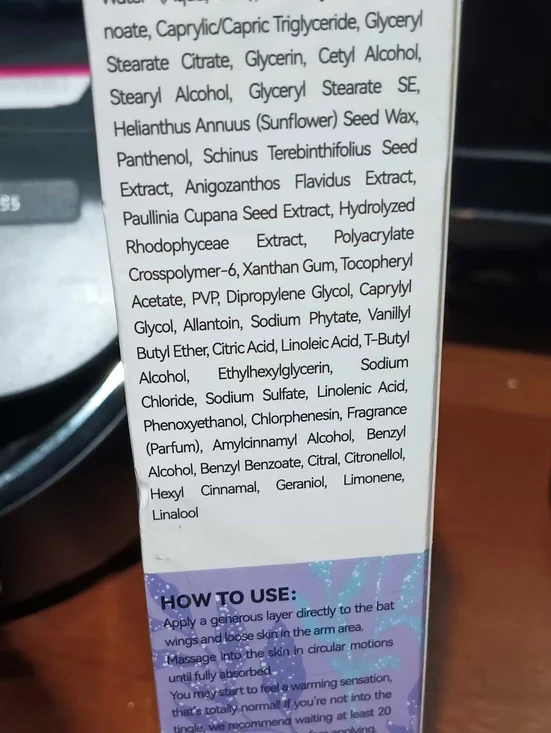 noate, Caprylic/Capric Triglyceride, Glyceryl
Stearate Citrate, Glycerin, Cetyl Alcohol,
Stearyl Alcohol, Glyceryl Stearate SE,
Helianthus Annuus (Sunflower) Seed Wax,
Panthenol, Schinus Terebinthifolius Seed
Extract, Anigozanthos Flavidus Extract,
Paullinia Cupana Seed Extract, Hydrolyzed
Rhodophyceae Extract, Polyacrylate
Crosspolymer-6, Xanthan Gum, Tocopheryl
Acetate, PVP, Dipropylene Glycol, Caprylyl
Glycol, Allantoin, Sodium Phytate, Vanillyl
Butyl Ether, Citric Acid, Linoleic Acid, T-Butyl
Alcohol, Ethylhexylglycerin, Sodium
Chloride, Sodium Sulfate, Linolenic Acid,
Phenoxyethanol, Chlorphenesin, Fragrance
(Parfum), Amylcinnamyl Alcohol, Benzyl
Alcohol, Benzyl Benzoate, Citral, Citronellol,
Hexyl Cinnamal, Geraniol, Limonene,
Linalool
HOW TO USE:
Apply a generous layer directly to the bat
wings and loose skin in the arm area.
Massage into the skin in circular motions
until fully absorbed
You may start to feel a warming sensation,
that's totally normal! If you're not into the
tingle, we recommend waiting at least 20